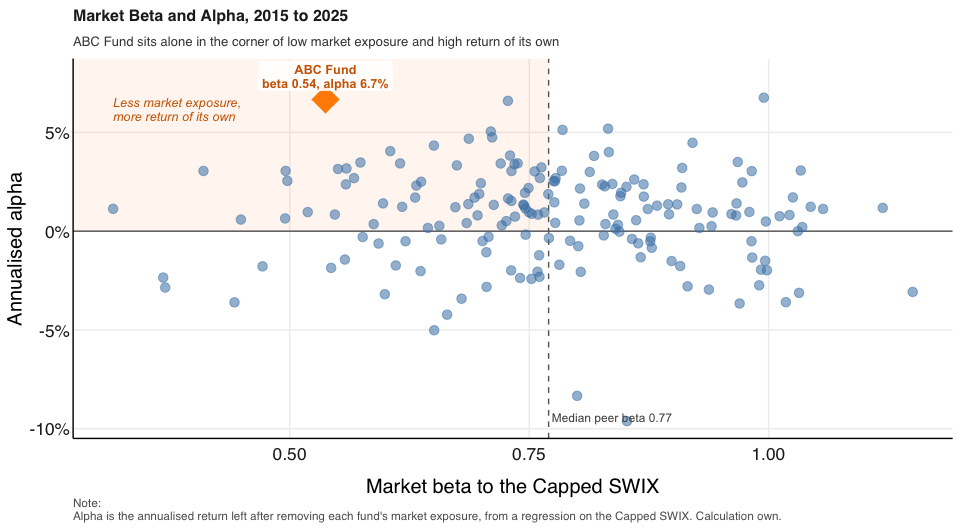 Market Beta and Alpha, 2015 to 2025
ABC Fund sits alone in the corner of low market exposure and high return of its own
ABC Fund
beta 0.54, alpha 6.7%
Less market exposure,
more return of its own
5%
0%
-5%
-10%
Annualised alpha
Median peer beta 0.77
0.50 0.75 1.00
Market beta to the Capped SWIX
Note:
Alpha is the annualised return left after removing each fund's market exposure, from a regression on the Capped SWIX. Calculation own.